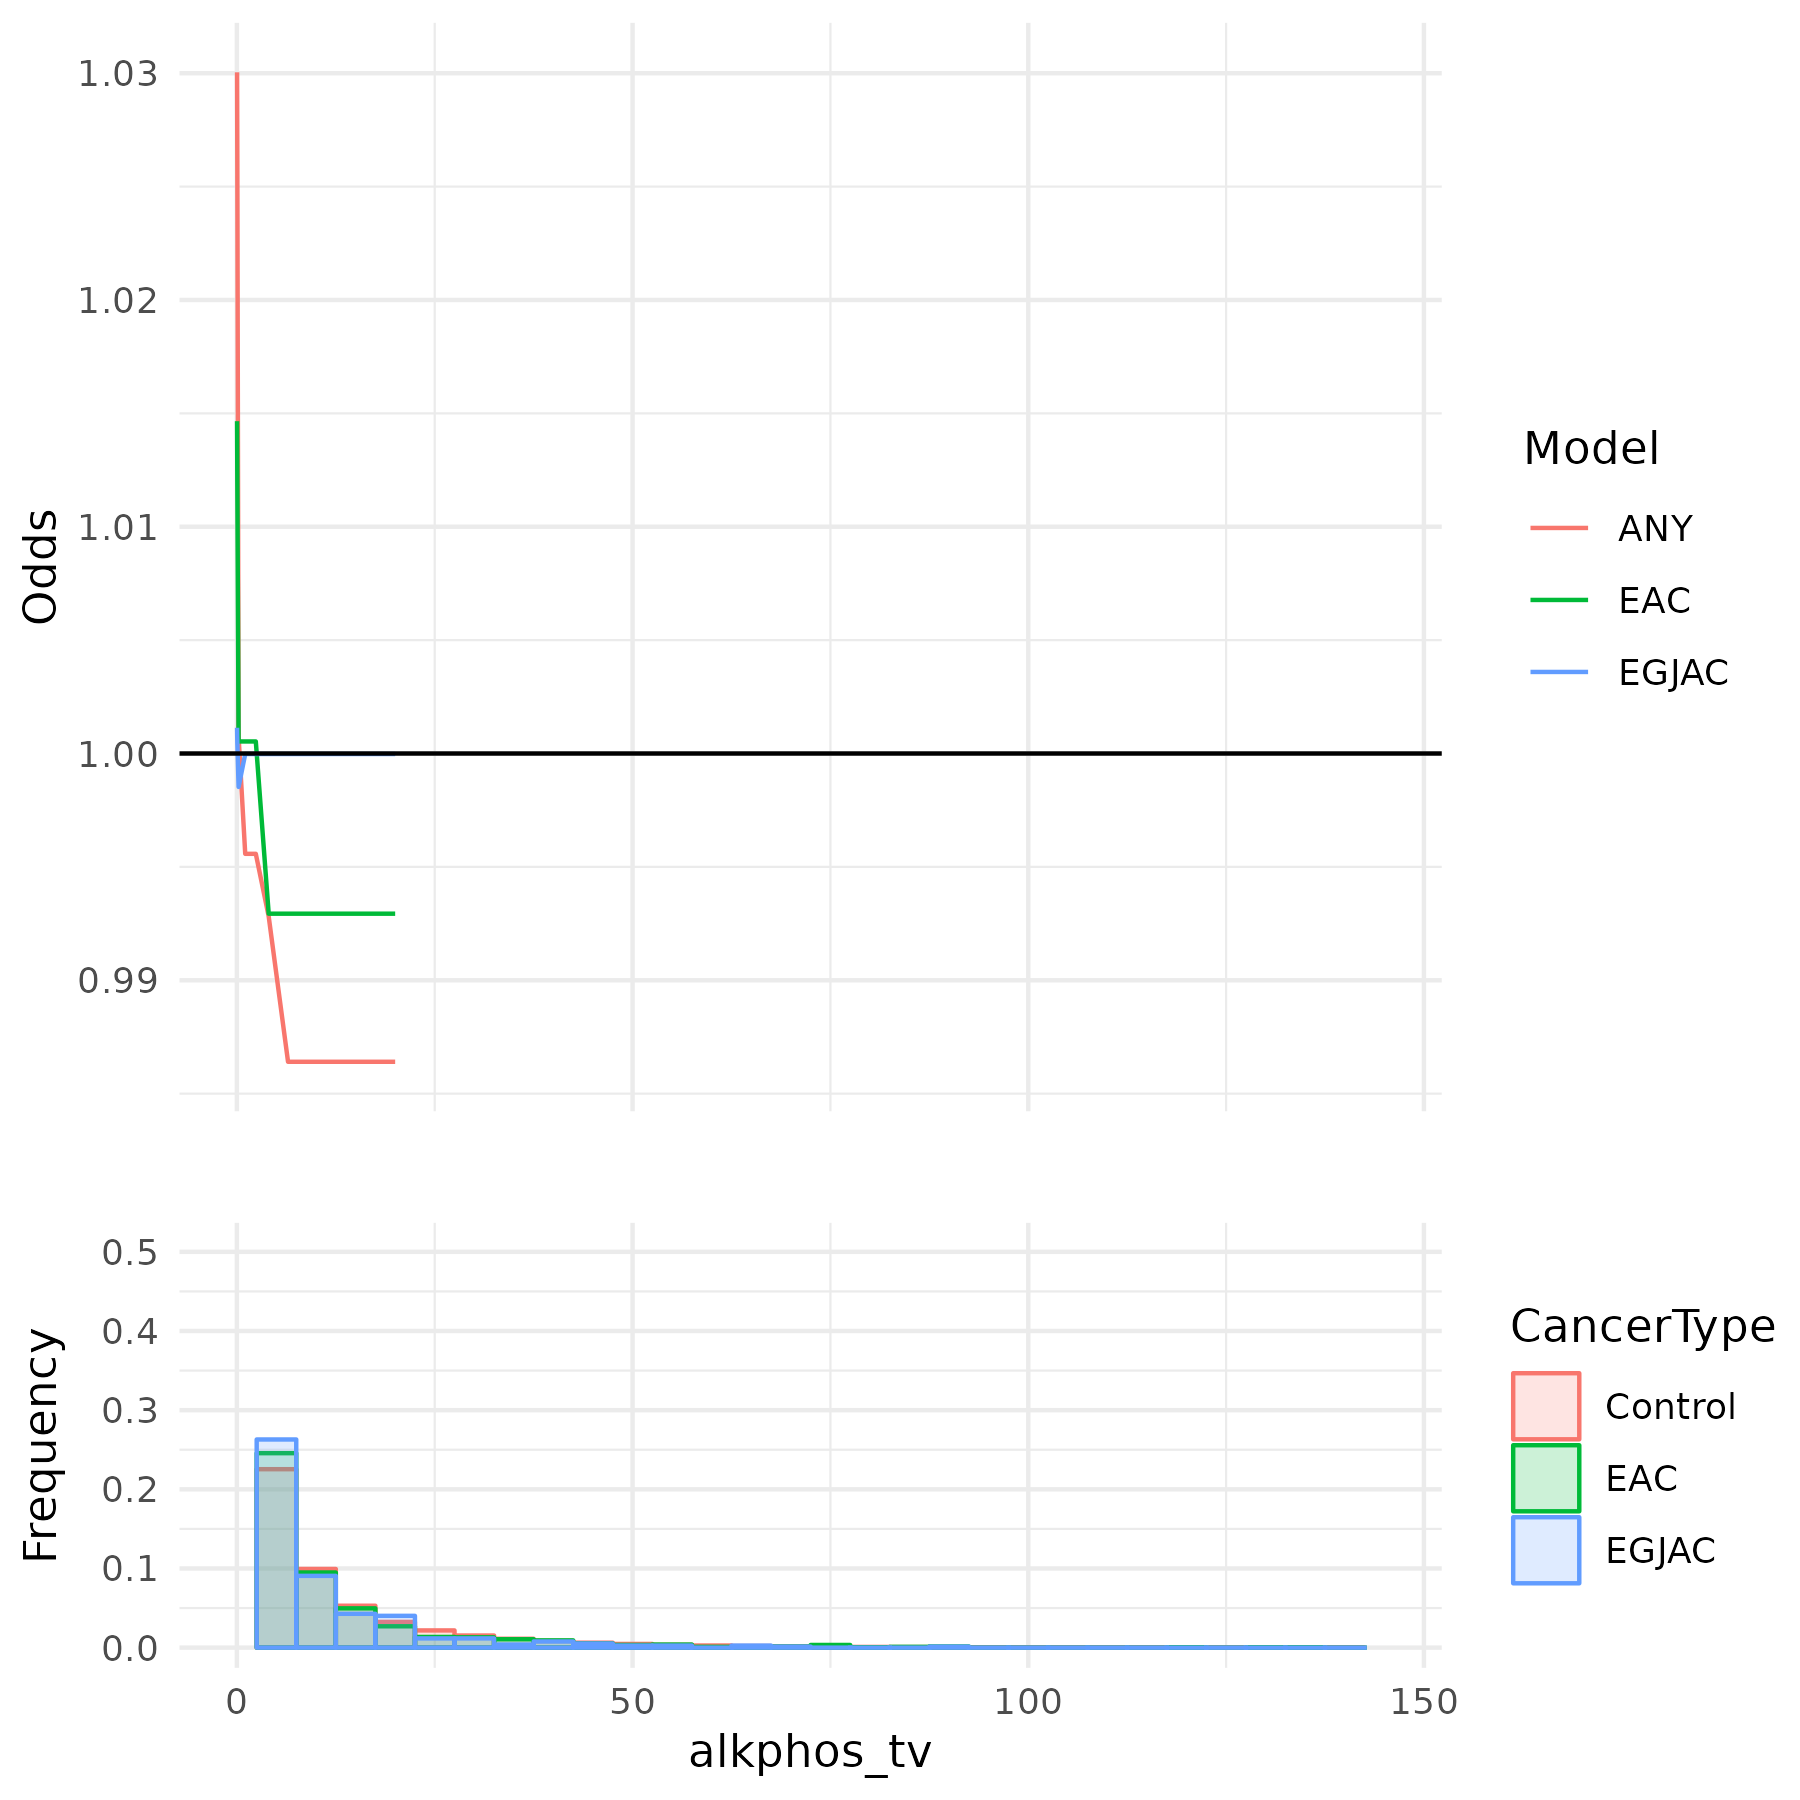 1.03
1.02
1.01
1.00
0.99
Odds
Model
ANY
EAC
EGJAC
0.5
0.4
0.3
0.2
0.1
0.0
Frequency
CancerType
Control
EAC
EGJAC
0 50 100 150
alkphos_tv